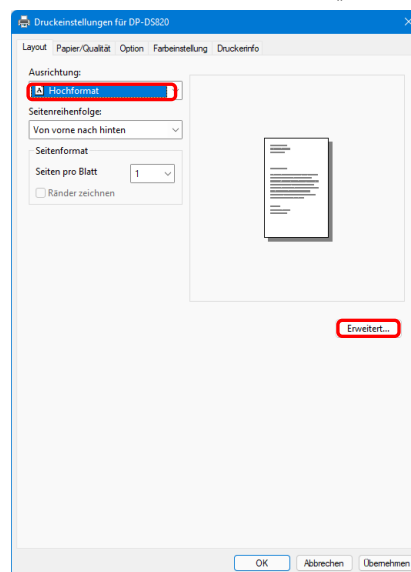 Druckeinstellungen für DP-DS820
Layout Papier/Qualität Option Farbeinstellung Druckerinfo
Ausrichtung:
A Hochformat
Seitenreihenfolge:
Von vorne nach hinten
Seitenformat
Seiten pro Blatt 1
Ränder zeichnen
Erweitert...
OK Abbrechen Übernehmen